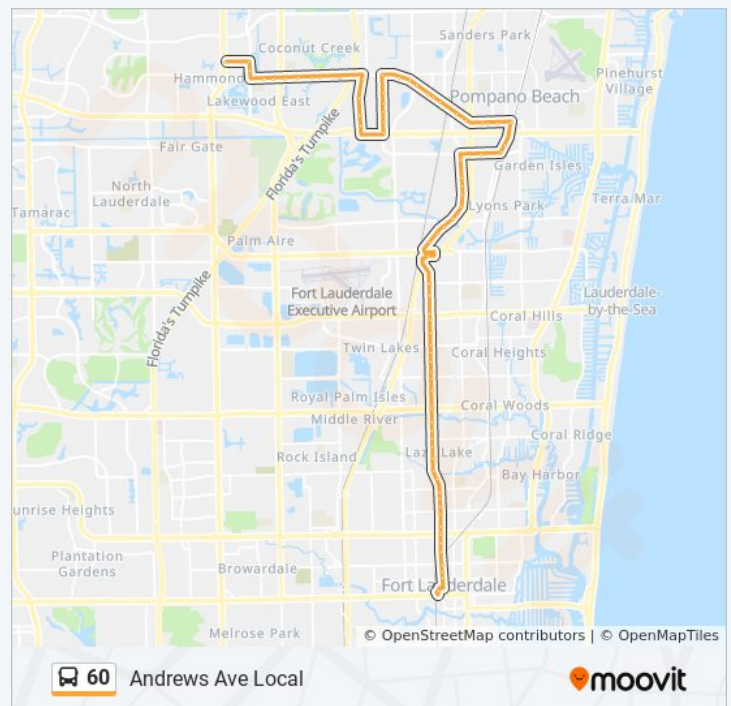 Coconut Creek
Sanders Park
Hammond
Pinehurst
Village
Lakewood East
Pompano Beach
Fair Gate
Florida's Turnpike
Garden Isles
North
Lauderdale
Terra Mar
Lyons Park
Tamarac
Palm Aire
Fort Lauderdale
Executive Airport
Lauderdale-
by-the-Sea
Florida's Turnpike
Coral Hills
Twin Lakes
Coral Heights
Royal Palm Isles
Middle River
Coral Woods
Coral Ridge
Rock Island
Lazy Lake
Bay Harbor
unrise Heights
Plantation
Gardens
Browardale
Fort Lauderdale
Melrose Park
© OpenStreetMap contributors | © OpenMapTiles
60 Andrews Ave Local
moovit